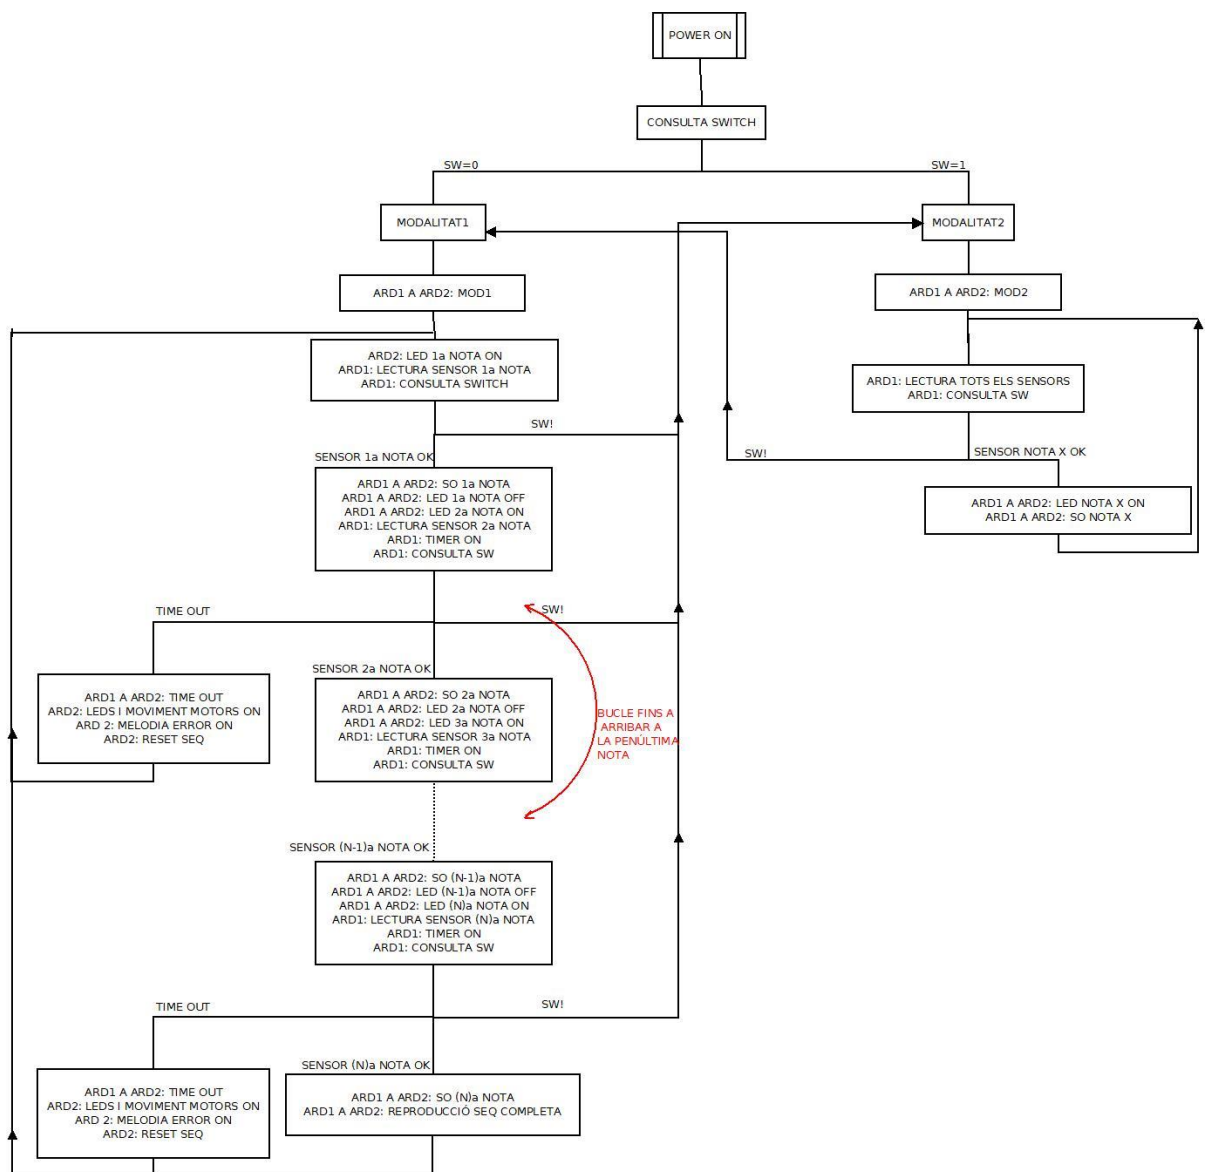 POWER ON
CONSULTA SWITCH
SW=0
SW=1
MODALITAT1
MODALITAT2
ARD1 A ARD2: MOD1
ARD1 A ARD2: MOD2
ARD2: LED 1a NOTA ON
ARD1: LECTURA SENSOR 1a NOTA
ARD1: CONSULTA SWITCH
ARD1: LECTURA TOTS ELS SENSORS
ARD1: CONSULTA SW
SW!
SW!
SENSOR NOTA X OK
SENSOR 1a NOTA OK
ARD1 A ARD2: SO 1a NOTA
ARD1 A ARD2: LED 1a NOTA OFF
ARD1 A ARD2: LED 2a NOTA ON
ARD1: LECTURA SENSOR 2a NOTA
ARD1: TIMER ON
ARD1: CONSULTA SW
ARD1 A ARD2: LED NOTA X ON
ARD1 A ARD2: SO NOTA X
TIME OUT
SW!
SENSOR 2a NOTA OK
ARD1 A ARD2: TIME OUT
ARD2: LEDS I MOVIMENT MOTORS ON
ARD 2: MELODIA ERROR ON
ARD2: RESET SEQ
ARD1 A ARD2: SO 2a NOTA
ARD1 A ARD2: LED 2a NOTA OFF
ARD1 A ARD2: LED 3a NOTA ON
ARD1: LECTURA SENSOR 3a NOTA
ARD1: TIMER ON
ARD1: CONSULTA SW
BUCLE FINS A
ARRIBAR A
LA PENÚLTIMA
NOTA
SENSOR (N-1)a NOTA OK
ARD1 A ARD2: SO (N-1)a NOTA
ARD1 A ARD2: LED (N-1)a NOTA OFF
ARD1 A ARD2: LED (N)a NOTA ON
ARD1: LECTURA SENSOR (N)a NOTA
ARD1: TIMER ON
ARD1: CONSULTA SW
TIME OUT
SW!
SENSOR (N)a NOTA OK
ARD1 A ARD2: TIME OUT
ARD2: LEDS I MOVIMENT MOTORS ON
ARD 2: MELODIA ERROR ON
ARD2: RESET SEQ
ARD1 A ARD2: SO (N)a NOTA
ARD1 A ARD2: REPRODUCCIÓ SEQ COMPLETA